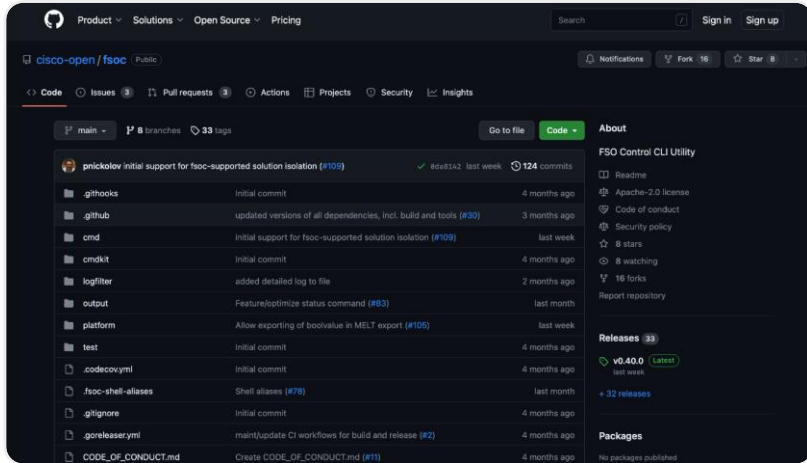 Product Solutions Open Source Pricing Search / Sign in Sign up
cisco-open / fsoc Public Notifications Fork 16 Star 8
Code Issues 3 Pull requests 3 Actions Projects Security Insights
main 8 branches 33 tags Go to file Code
pnickolov initial support for fsoc-supported solution isolation (#109) 8da8142 last week 124 commits
.githooks Initial commit 4 months ago
.github updated versions of all dependencies, incl. build and tools (#30) 3 months ago
cmd initial support for fsoc-supported solution isolation (#109) last week
cmdkit Initial commit 4 months ago
logfilter added detailed log to file 2 months ago
output Feature/optimize status command (#83) last month
platform Allow exporting of boolvalue in MELT export (#105) last week
test Initial commit 4 months ago
.codecov.yml Initial commit 4 months ago
.fsoc-shell-aliases Shell aliases (#78) last month
.gitignore Initial commit 4 months ago
.goreleaser.yml maint/update CI workflows for build and release (#2) 4 months ago
CODE_OF_CONDUCT.md Create CODE_OF_CONDUCT.md (#11) 4 months ago
About
FSO Control CLI Utility
Readme
Apache-2.0 license
Code of conduct
Security policy
8 stars
8 watching
16 forks
Report repository
Releases 33
v0.40.0 Latest
last week
+ 32 releases
Packages
No packages published